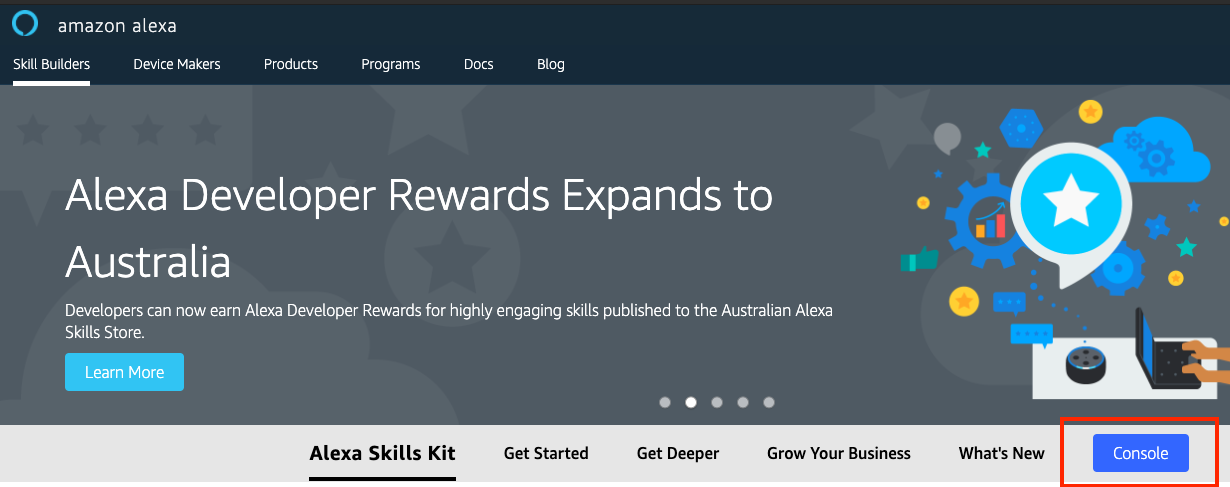 amazon alexa
Skill Builders Device Makers Products Programs Docs Blog
Alexa Developer Rewards Expands to
Australia
Developers can now earn Alexa Developer Rewards for highly engaging skills published to the Australian Alexa
Skills Store.
Learn More
Alexa Skills Kit Get Started Get Deeper Grow Your Business What's New Console